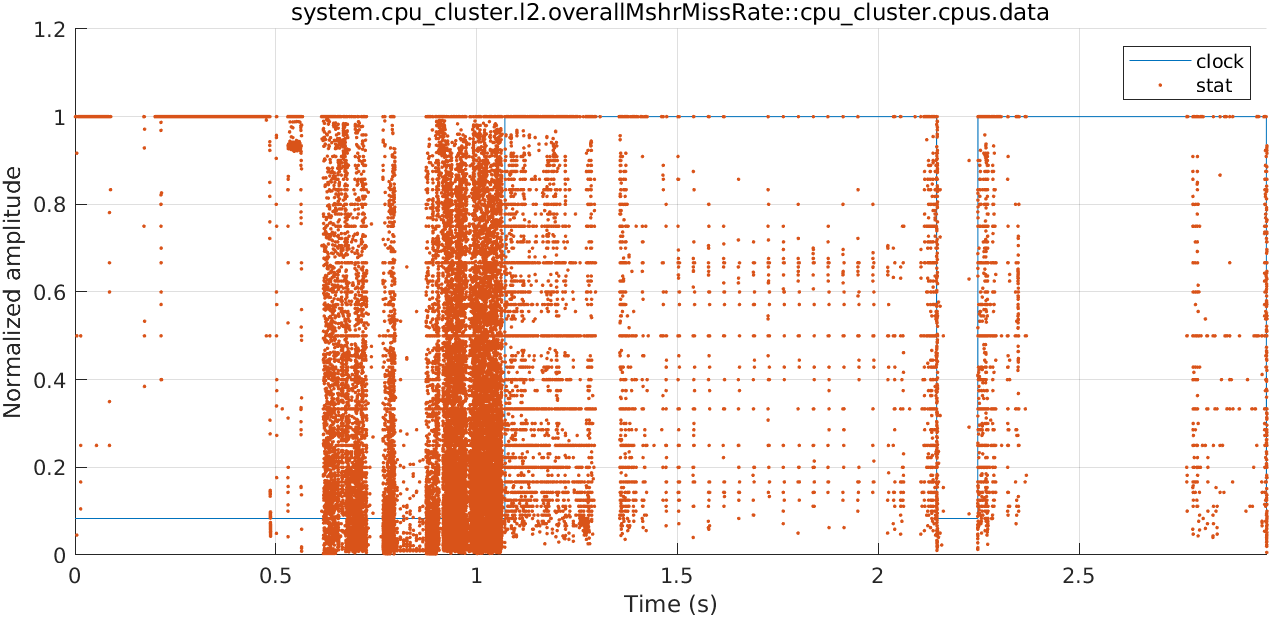 system.cpu_cluster.l2.overallMshrMissRate::cpu_cluster.cpus.data
1.2
clock
stat
1
0.8
0.6
0.4
0.2
0
Normalized amplitude
0
0.5
1
1.5
2
2.5
Time (s)